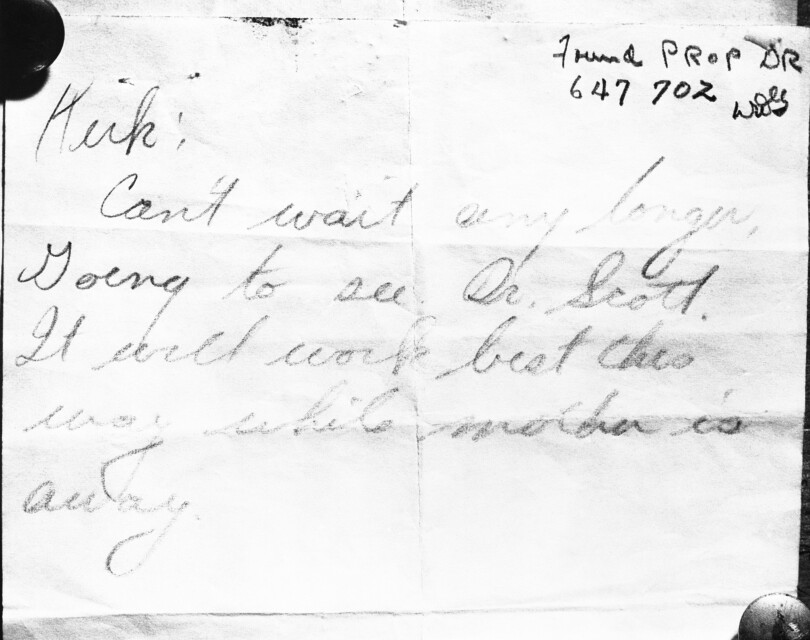 Found PROP DR
647 702
Kirk:
Can't wait any longer,
Going to see Dr. Scott.
It will work best this
way while mother is
away.